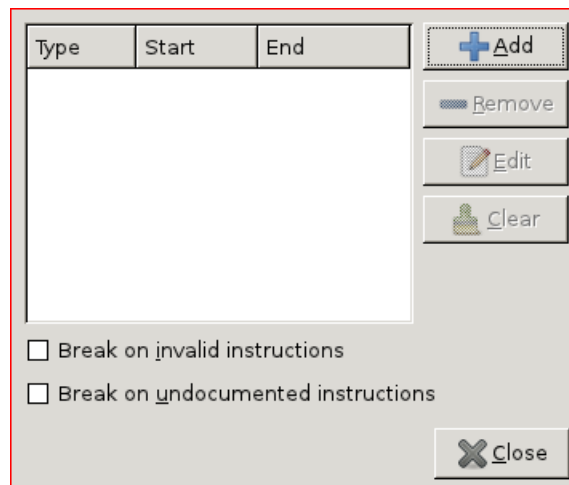 Type Start End Add
Remove
Edit
Clear
Break on invalid instructions
Break on undocumented instructions
Close